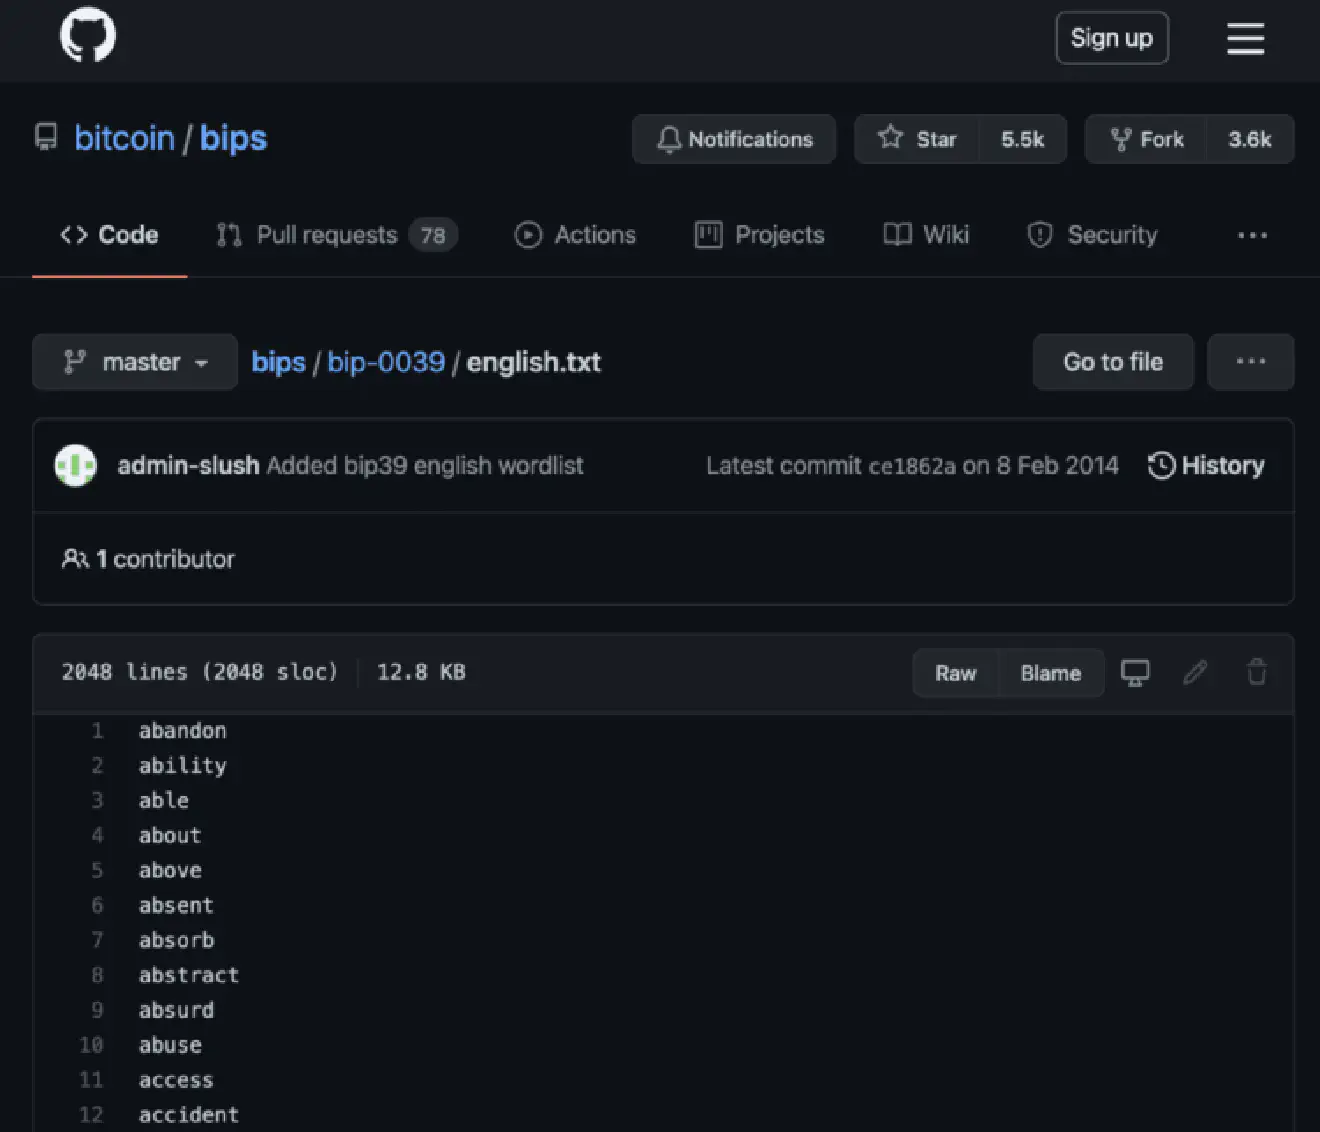 Sign up
bitcoin / bips
Notifications
Star 5.5k
Fork 3.6k
<> Code
Pull requests 78
Actions
Projects
Wiki
Security
...
master
bips / bip-0039 / english.txt
Go to file
...
admin-slush Added bip39 english wordlist
Latest commit ce1862a on 8 Feb 2014
History
1 contributor
2048 lines (2048 sloc) | 12.8 KB
Raw
Blame
1 abandon
2 ability
3 able
4 about
5 above
6 absent
7 absorb
8 abstract
9 absurd
10 abuse
11 access
12 accident